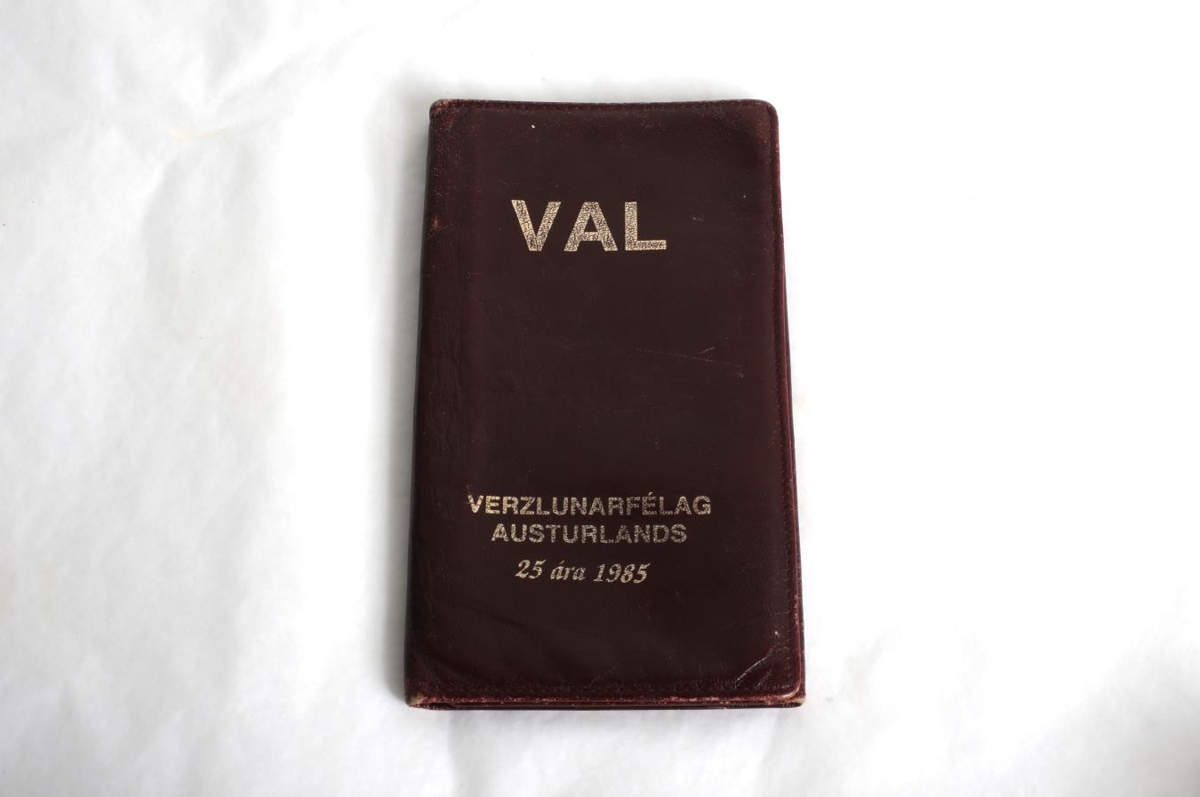 VAL
VERZLUNARFÉLAG
AUSTURLANDS
25 ára 1985